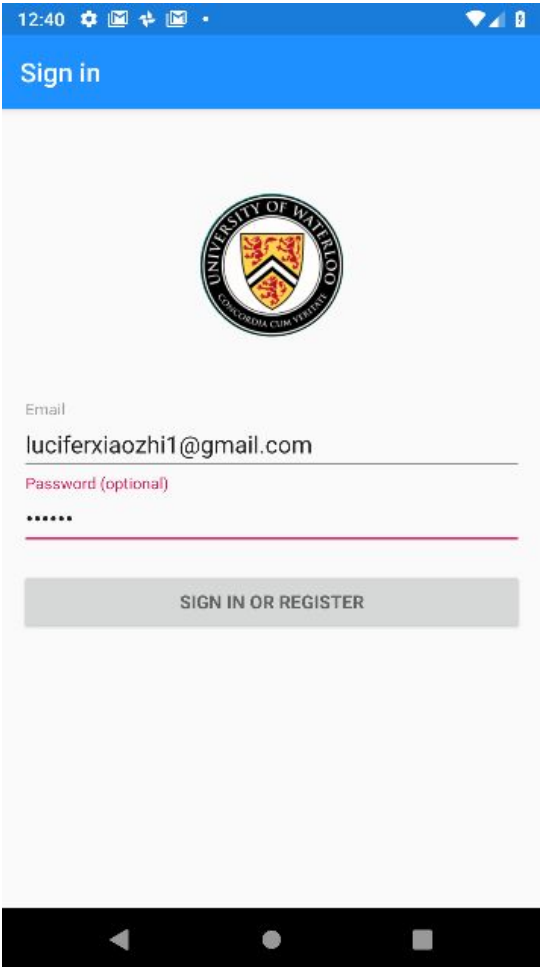 12:40
Sign in
UNIVERSITY OF WATERLOO
CONCORDIA CUM VERITATE
Email
luciferxiaozhi1@gmail.com
Password (optional)
••••••
SIGN IN OR REGISTER